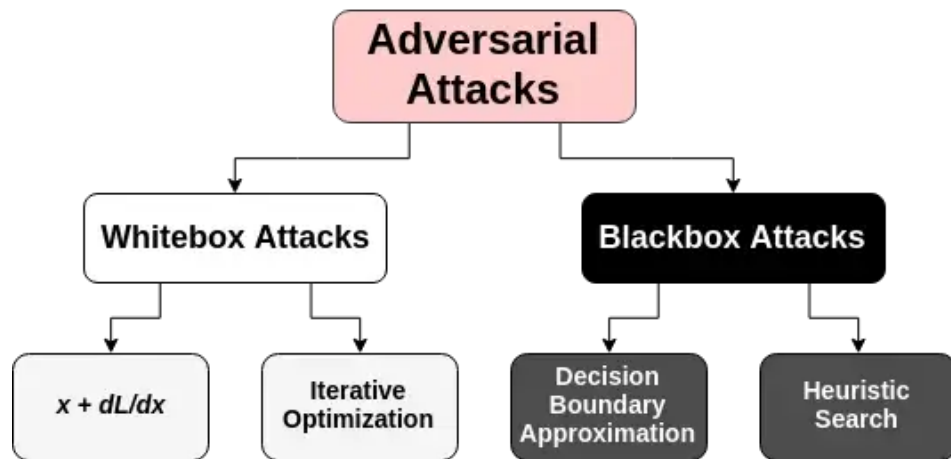 Adversarial
Attacks
Whitebox Attacks
Blackbox Attacks
x + dL/dx
Iterative
Optimization
Decision
Boundary
Approximation
Heuristic
Search